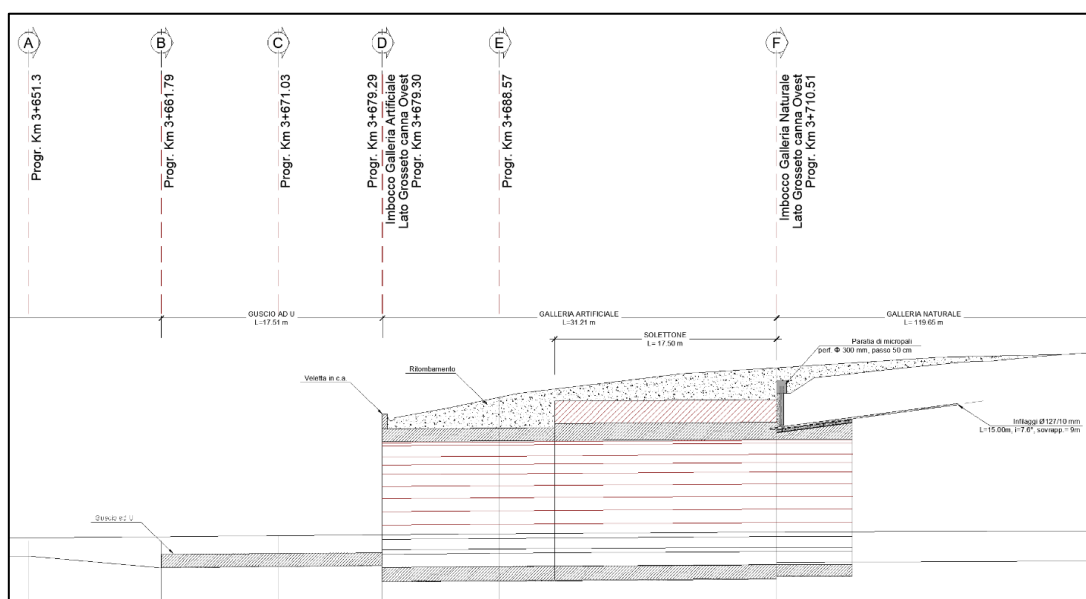 A
B
C
D
E
F
Progr. Km 3+651.3
Progr. Km 3+661.79
Progr. Km 3+671.03
Progr. Km 3+679.29
Imbocco Galleria Artificiale
Lato Grosseto canna Ovest
Progr. Km 3+679.30
Progr. Km 3+688.57
Imbocco Galleria Naturale
Lato Grosseto canna Ovest
Progr. Km 3+710.51
GUSCIO AD U
L=17.51 m
GALLERIA ARTIFICIALE
L=31.21 m
GALLERIA NATURALE
L= 119.65 m
SOLETTONE
L= 17.50 m
Paratia di micropali
perf. Φ 300 mm, passo 50 cm
Veletta in c.a.
Ritombamento
Infilaggi Ø127/10 mm
L=15.00m, i=7.6°, sovrapp.= 9m
Guscio ad U